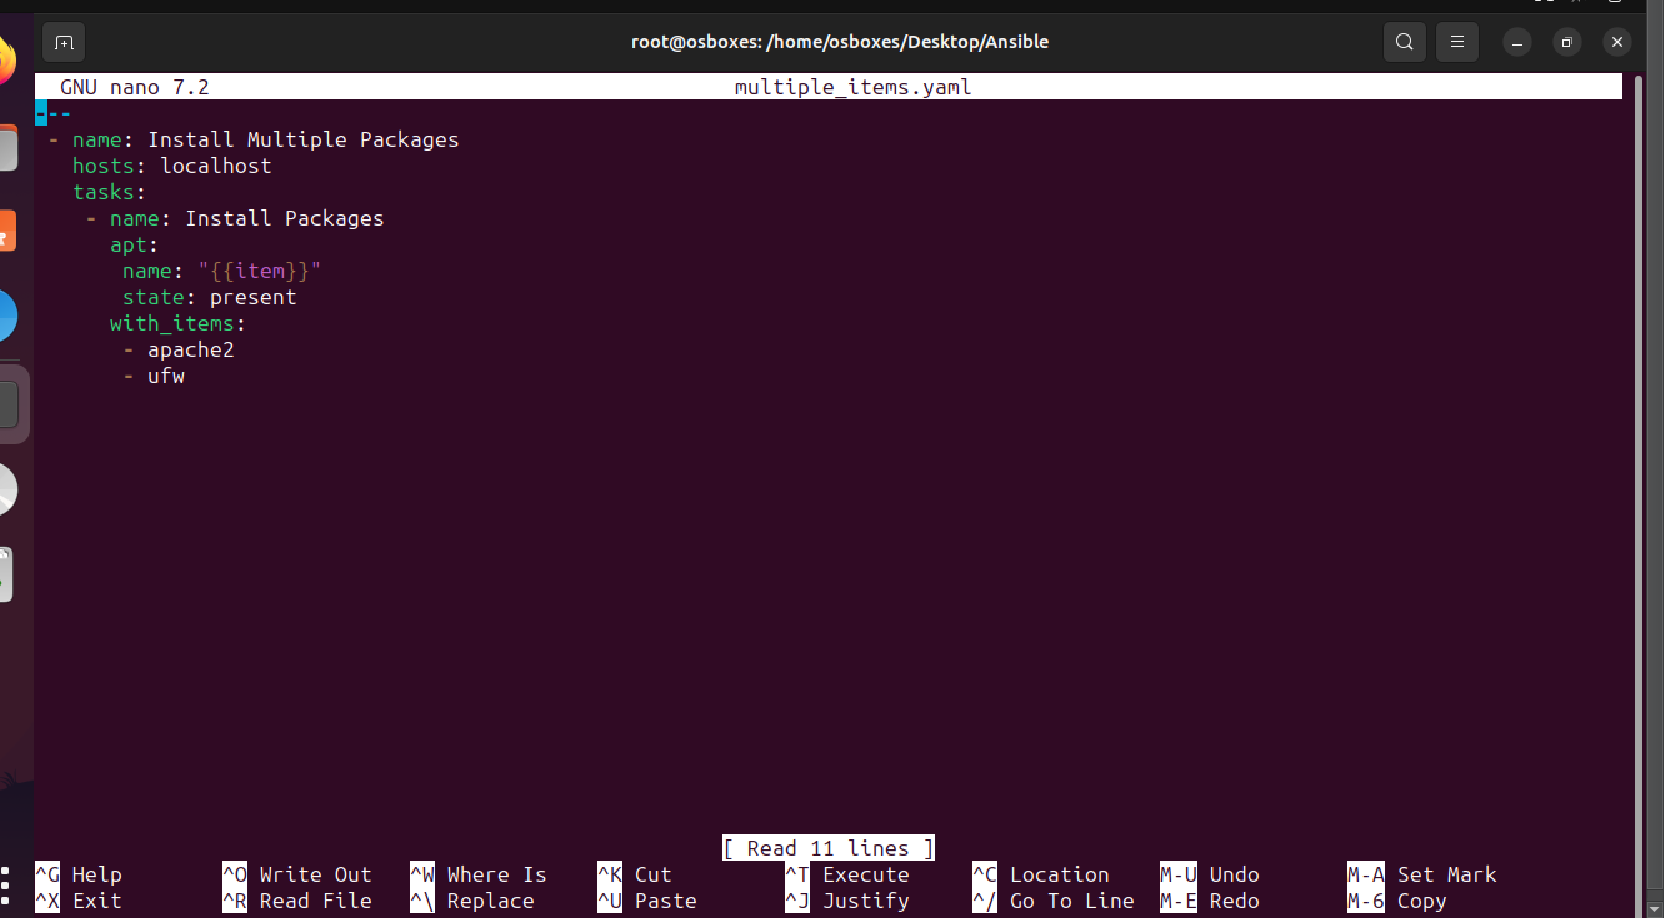 root@osboxes: /home/osboxes/Desktop/Ansible
GNU nano 7.2 multiple_items.yaml
---
- name: Install Multiple Packages
hosts: localhost
tasks:
- name: Install Packages
apt:
name: "{{item}}"
state: present
with_items:
- apache2
- ufw
[ Read 11 lines ]
^G Help ^O Write Out ^W Where Is ^K Cut ^T Execute ^C Location M-U Undo M-A Set Mark
^X Exit ^R Read File ^\ Replace ^U Paste ^J Justify ^/ Go To Line M-E Redo M-6 Copy